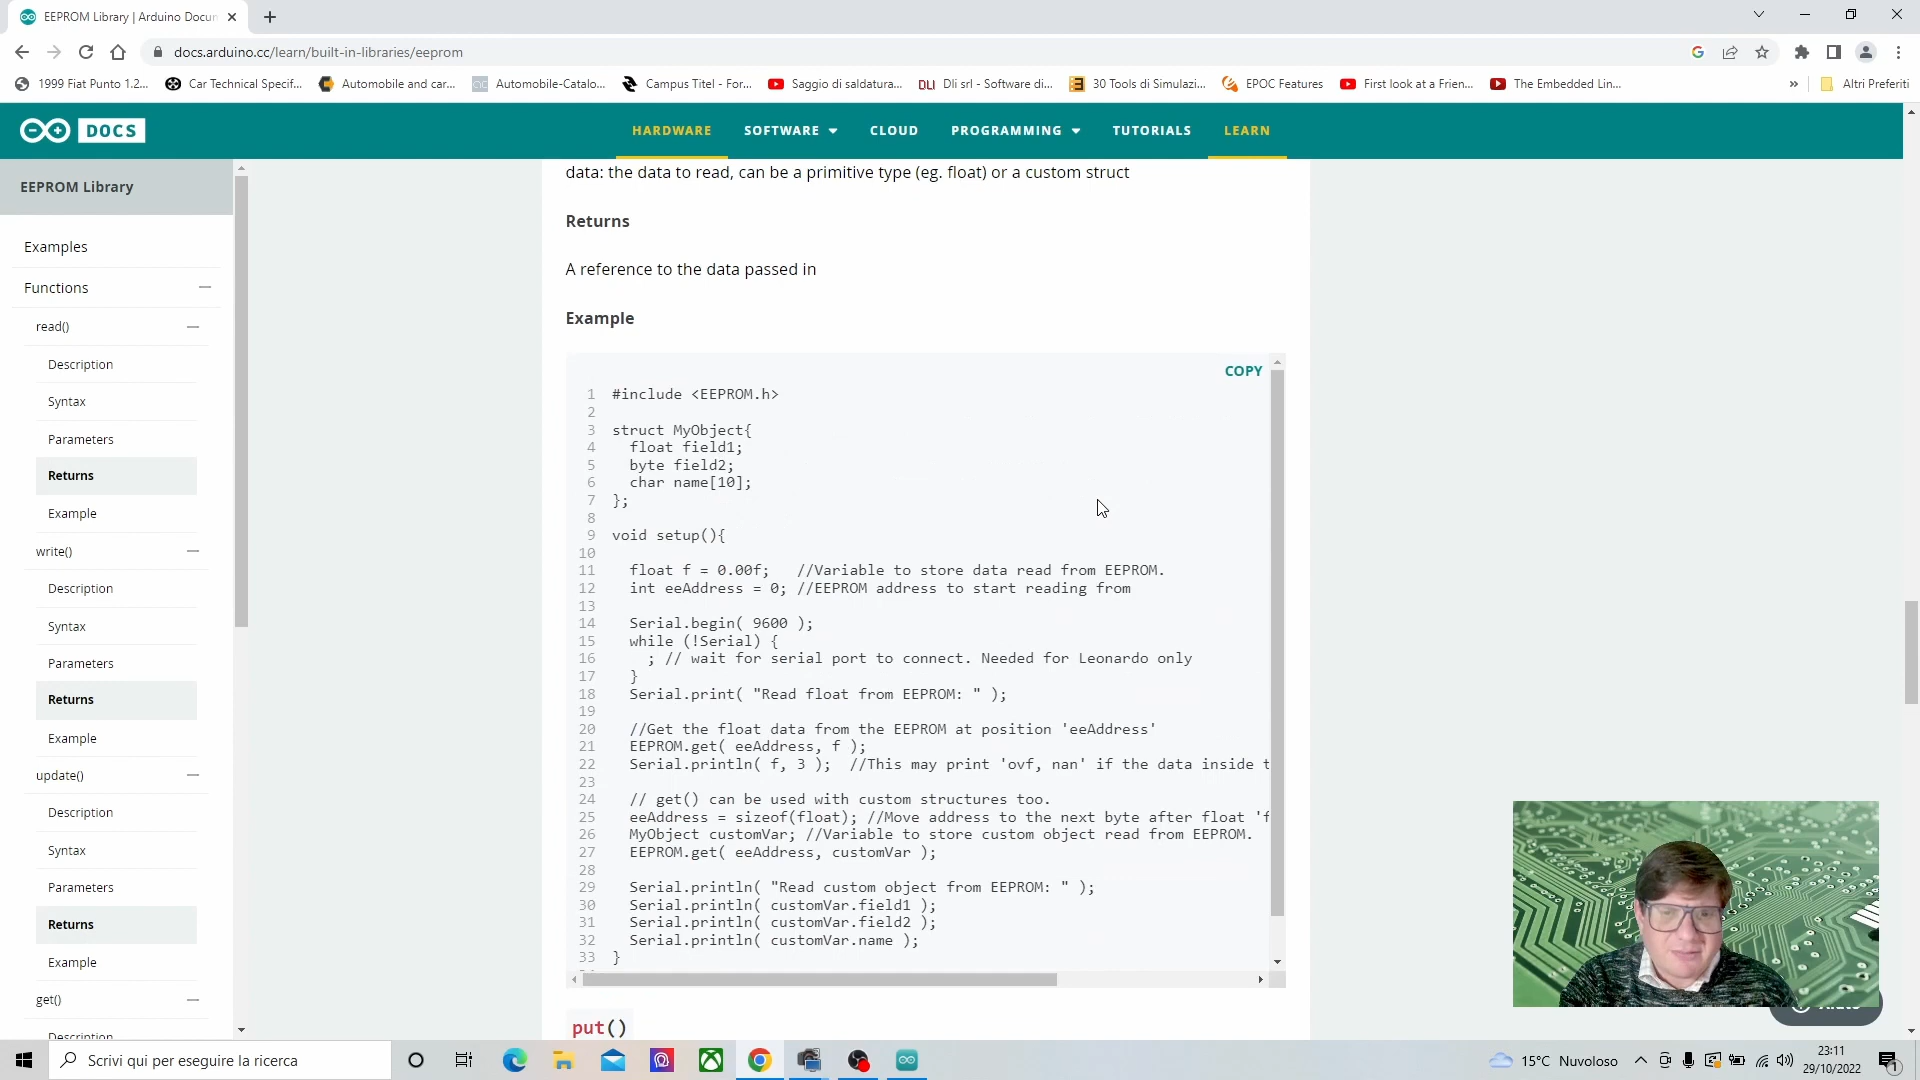 EEPROM Library | Arduino Docum
docs.arduino.cc/learn/built-in-libraries/eeprom
1999 Fiat Punto 1.2...
Car Technical Specif...
Automobile and car...
Automobile-Catalo...
Campus Titel - For...
Saggio di saldatura...
DLI Dli srl - Software di...
30 Tools di Simulazi...
EPOC Features
First look at a Frien...
The Embedded Lin...
»
Altri Preferiti
DOCS
HARDWARE
SOFTWARE
CLOUD
PROGRAMMING
TUTORIALS
LEARN
EEPROM Library
Examples
Functions
read()
Description
Syntax
Parameters
Returns
Example
write()
Description
Syntax
Parameters
Returns
Example
update()
Description
Syntax
Parameters
Returns
Example
get()
Description
data: the data to read, can be a primitive type (eg. float) or a custom struct
Returns
A reference to the data passed in
Example
COPY
1 #include <EEPROM.h>
2
3 struct MyObject{
4 float field1;
5 byte field2;
6 char name[10];
7 };
8
9 void setup(){
10
11 float f = 0.00f; //Variable to store data read from EEPROM.
12 int eeAddress = 0; //EEPROM address to start reading from
13
14 Serial.begin( 9600 );
15 while (!Serial) {
16 ; // wait for serial port to connect. Needed for Leonardo only
17 }
18 Serial.print( "Read float from EEPROM: " );
19
20 //Get the float data from the EEPROM at position 'eeAddress'
21 EEPROM.get( eeAddress, f );
22 Serial.println( f, 3 ); //This may print 'ovf, nan' if the data inside t
23
24 // get() can be used with custom structures too.
25 eeAddress = sizeof(float); //Move address to the next byte after float 'f
26 MyObject customVar; //Variable to store custom object read from EEPROM.
27 EEPROM.get( eeAddress, customVar );
28
29 Serial.println( "Read custom object from EEPROM: " );
30 Serial.println( customVar.field1 );
31 Serial.println( customVar.field2 );
32 Serial.println( customVar.name );
33 }
put()
Scrivi qui per eseguire la ricerca
15°C Nuvoloso
23:11
29/10/2022
1